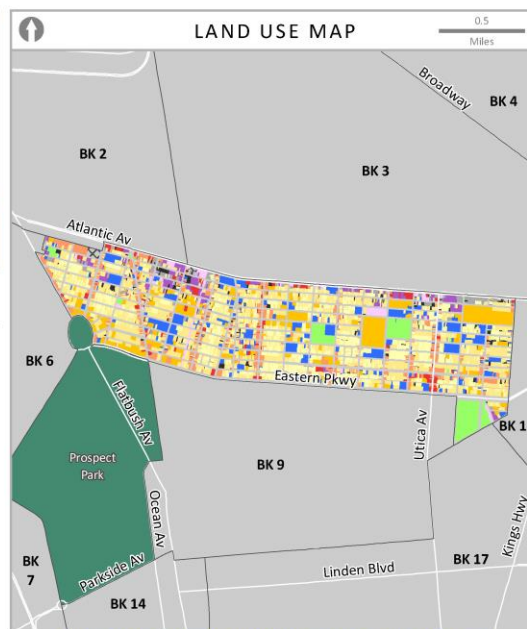 LAND USE MAP
0.5
Miles
Broadway
BK 4
BK 2
BK 3
Atlantic Av
Eastern Pkwy
BK 6
Flatbush Av
Utica Av
BK 1
Prospect
Park
BK 9
Ocean Av
Kings Hwy
BK
7
Parkside Av
BK 17
Linden Blvd
BK 14